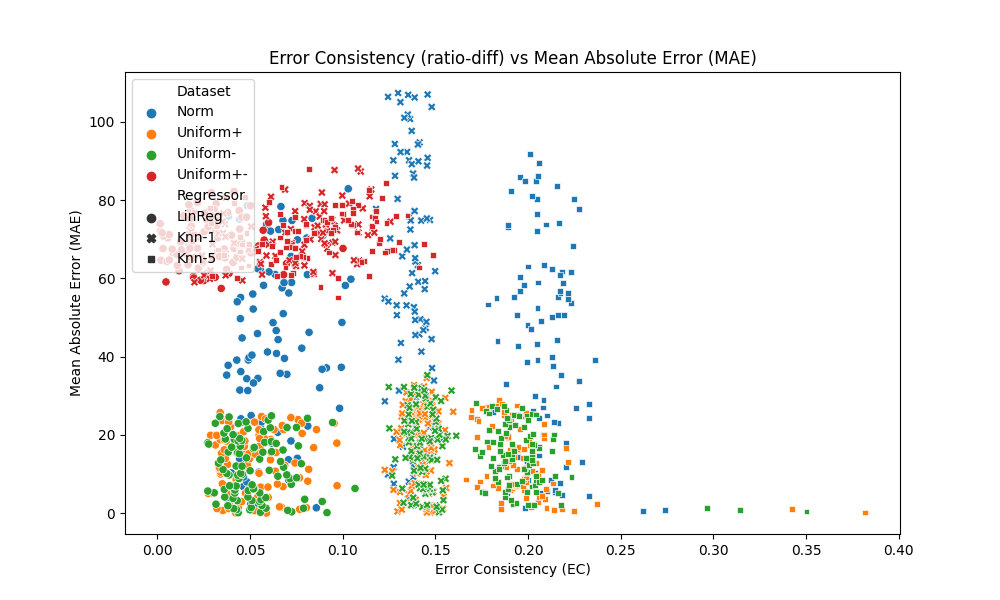 Error Consistency (ratio-diff) vs Mean Absolute Error (MAE)
Mean Absolute Error (MAE)
100
80
60
40
20
0
Dataset
Norm
Uniform+
Uniform-
Uniform+-
Regressor
LinReg
Knn-1
Knn-5
0.00 0.05 0.10 0.15 0.20 0.25 0.30 0.35 0.40
Error Consistency (EC)